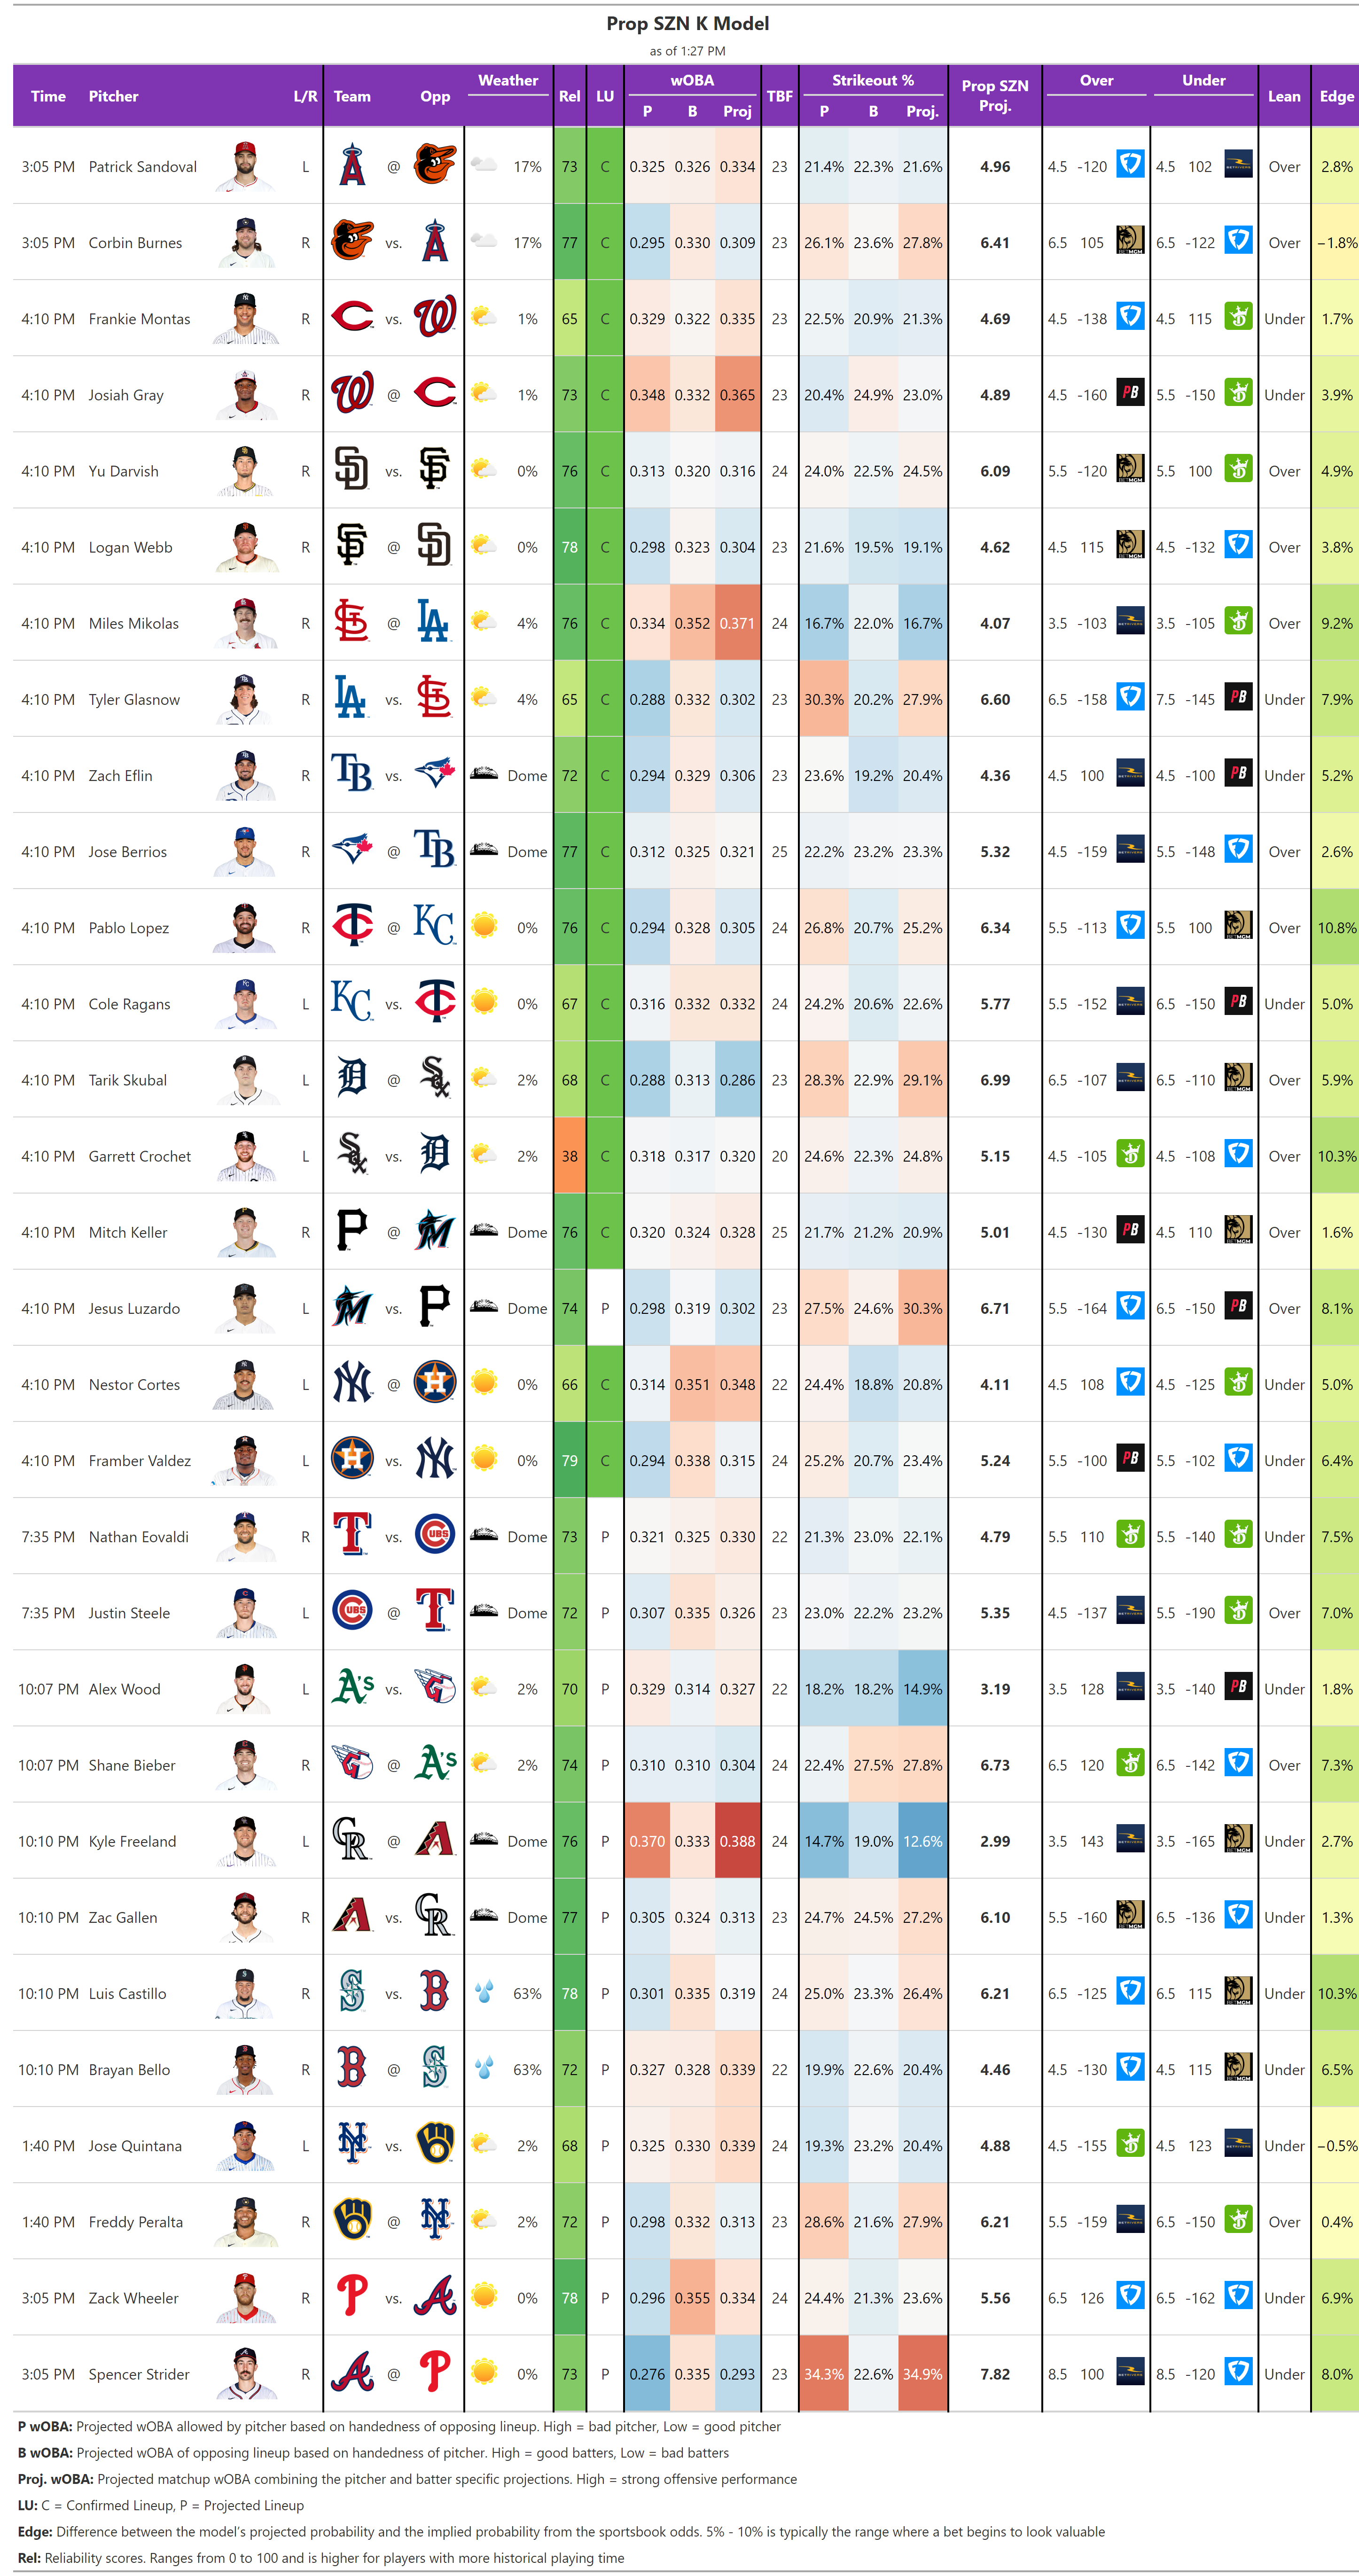 Prop SZN K Model
as of 1:27 PM
Weather wOBA Strikeout % Over Under
Time Pitcher L/R Team Opp Rel LU TBF Prop SZN Proj. Lean Edge
P B Proj P B Proj.
3:05 PM Patrick Sandoval L A @ 17% 73 C 0.325 0.326 0.334 23 21.4% 22.3% 21.6% 4.96 4.5 -120 4.5 102 Over 2.8%
3:05 PM Corbin Burnes R vs. A 17% 77 C 0.295 0.330 0.309 23 26.1% 23.6% 27.8% 6.41 6.5 105 BETMGM 6.5 -122 Over −1.8%
4:10 PM Frankie Montas R C vs. W 1% 65 C 0.329 0.322 0.335 23 22.5% 20.9% 21.3% 4.69 4.5 -138 4.5 115 Under 1.7%
4:10 PM Josiah Gray R W @ C 1% 73 C 0.348 0.332 0.365 23 20.4% 24.9% 23.0% 4.89 4.5 -160 PB 5.5 -150 Under 3.9%
4:10 PM Yu Darvish R SD vs. SF 0% 76 C 0.313 0.320 0.316 24 24.0% 22.5% 24.5% 6.09 5.5 -120 BETMGM 5.5 100 Over 4.9%
4:10 PM Logan Webb R SF @ SD 0% 78 C 0.298 0.323 0.304 23 21.6% 19.5% 19.1% 4.62 4.5 115 BETMGM 4.5 -132 Under 3.8%
4:10 PM Miles Mikolas R STL @ LA 4% 76 C 0.334 0.352 0.371 24 16.7% 22.0% 16.7% 4.07 3.5 -103 3.5 -105 Over 9.2%
4:10 PM Tyler Glasnow R LA vs. STL 4% 65 C 0.288 0.332 0.302 23 30.3% 20.2% 27.9% 6.60 6.5 -158 7.5 -145 PB Under 7.9%
4:10 PM Zach Eflin R TB vs. Dome 72 C 0.294 0.329 0.306 23 23.6% 19.2% 20.4% 4.36 4.5 100 4.5 -100 PB Under 5.2%
4:10 PM Jose Berrios R @ TB Dome 77 C 0.312 0.325 0.321 25 22.2% 23.2% 23.3% 5.32 4.5 -159 5.5 -148 Over 2.6%
4:10 PM Pablo Lopez R TC @ KC 0% 76 C 0.294 0.328 0.305 24 26.8% 20.7% 25.2% 6.34 5.5 -113 5.5 100 BETMGM Over 10.8%
4:10 PM Cole Ragans L KC vs. TC 0% 67 C 0.316 0.332 0.332 24 24.2% 20.6% 22.6% 5.77 5.5 -152 6.5 -150 PB Under 5.0%
4:10 PM Tarik Skubal L D @ Sox 2% 68 C 0.288 0.313 0.286 23 28.3% 22.9% 29.1% 6.99 6.5 -107 6.5 -110 BETMGM Over 5.9%
4:10 PM Garrett Crochet L Sox vs. D 2% 38 C 0.318 0.317 0.320 20 24.6% 22.3% 24.8% 5.15 4.5 -105 4.5 -108 Over 10.3%
4:10 PM Mitch Keller R P @ M Dome 76 C 0.320 0.324 0.328 25 21.7% 21.2% 20.9% 5.01 4.5 -130 PB 4.5 110 BETMGM Over 1.6%
4:10 PM Jesus Luzardo L M vs. P Dome 74 P 0.298 0.319 0.302 23 27.5% 24.6% 30.3% 6.71 5.5 -164 6.5 -150 PB Over 8.1%
4:10 PM Nestor Cortes L NY @ H 0% 66 C 0.314 0.351 0.348 22 24.4% 18.8% 20.8% 4.11 4.5 108 4.5 -125 Under 5.0%
4:10 PM Framber Valdez L H vs. NY 0% 79 C 0.294 0.338 0.315 24 25.2% 20.7% 23.4% 5.24 5.5 -100 PB 5.5 -102 Under 6.4%
7:35 PM Nathan Eovaldi R T vs. CUBS Dome 73 P 0.321 0.325 0.330 22 21.3% 23.0% 22.1% 4.79 5.5 110 5.5 -140 Under 7.5%
7:35 PM Justin Steele L CUBS @ T Dome 72 P 0.307 0.335 0.326 23 23.0% 22.2% 23.2% 5.35 4.5 -137 5.5 -190 Over 7.0%
10:07 PM Alex Wood L A's vs. G 2% 70 P 0.329 0.314 0.327 22 18.2% 18.2% 14.9% 3.19 3.5 128 3.5 -140 PB Under 1.8%
10:07 PM Shane Bieber R G @ A's 2% 74 P 0.310 0.310 0.304 24 22.4% 27.5% 27.8% 6.73 6.5 120 6.5 -142 Over 7.3%
10:10 PM Kyle Freeland L CR @ A Dome 76 P 0.370 0.333 0.388 24 14.7% 19.0% 12.6% 2.99 3.5 143 3.5 -165 BETMGM Under 2.7%
10:10 PM Zac Gallen R A vs. CR Dome 77 P 0.305 0.324 0.313 23 24.7% 24.5% 27.2% 6.10 5.5 -160 BETMGM 6.5 -136 Under 1.3%
10:10 PM Luis Castillo R S vs. B 63% 78 P 0.301 0.335 0.319 24 25.0% 23.3% 26.4% 6.21 6.5 -125 6.5 115 BETMGM Under 10.3%
10:10 PM Brayan Bello R B @ S 63% 72 P 0.327 0.328 0.339 22 19.9% 22.6% 20.4% 4.46 4.5 -130 4.5 115 BETMGM Under 6.5%
1:40 PM Jose Quintana L NY vs. 2% 68 P 0.325 0.330 0.339 24 19.3% 23.2% 20.4% 4.88 4.5 -155 4.5 123 Under −0.5%
1:40 PM Freddy Peralta R @ NY 2% 72 P 0.298 0.332 0.313 23 28.6% 21.6% 27.9% 6.21 5.5 -159 6.5 -150 Over 0.4%
3:05 PM Zack Wheeler R P vs. A 0% 78 P 0.296 0.355 0.334 24 24.4% 21.3% 23.6% 5.56 6.5 126 6.5 -162 Under 6.9%
3:05 PM Spencer Strider R A @ P 0% 73 P 0.276 0.335 0.293 23 34.3% 22.6% 34.9% 7.82 8.5 100 8.5 -120 Under 8.0%
P wOBA: Projected wOBA allowed by pitcher based on handedness of opposing lineup. High = bad pitcher, Low = good pitcher
B wOBA: Projected wOBA of opposing lineup based on handedness of pitcher. High = good batters, Low = bad batters
Proj. wOBA: Projected matchup wOBA combining the pitcher and batter specific projections. High = strong offensive performance
LU: C = Confirmed Lineup, P = Projected Lineup
Edge: Difference between the model's projected probability and the implied probability from the sportsbook odds. 5% - 10% is typically the range where a bet begins to look valuable
Rel: Reliability scores. Ranges from 0 to 100 and is higher for players with more historical playing time